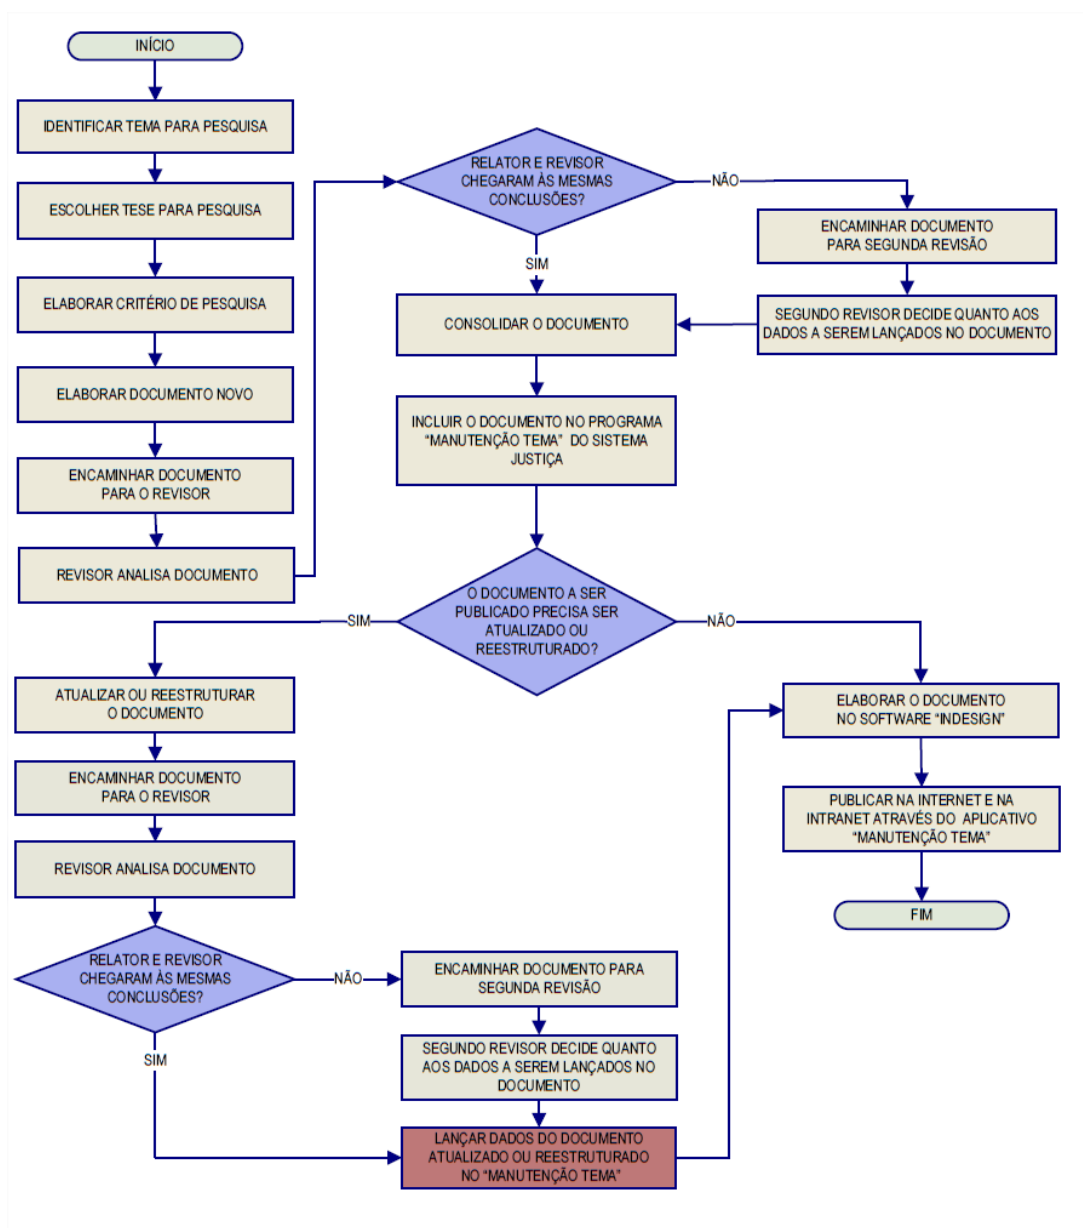 INÍCIO
IDENTIFICAR TEMA PARA PESQUISA
ESCOLHER TESE PARA PESQUISA
ELABORAR CRITÉRIO DE PESQUISA
ELABORAR DOCUMENTO NOVO
ENCAMINHAR DOCUMENTO
PARA O REVISOR
REVISOR ANALISA DOCUMENTO
RELATOR E REVISOR
CHEGARAM ÀS MESMAS
CONCLUSÕES?
NÃO
ENCAMINHAR DOCUMENTO
PARA SEGUNDA REVISÃO
SEGUNDO REVISOR DECIDE QUANTO AOS
DADOS A SEREM LANÇADOS NO DOCUMENTO
SIM
CONSOLIDAR O DOCUMENTO
INCLUIR O DOCUMENTO NO PROGRAMA
“MANUTENÇÃO TEMA” DO SISTEMA
JUSTIÇA
O DOCUMENTO A SER
PUBLICADO PRECISA SER
ATUALIZADO OU
REESTRUTURADO?
SIM
NÃO
ATUALIZAR OU REESTRUTURAR
O DOCUMENTO
ENCAMINHAR DOCUMENTO
PARA O REVISOR
REVISOR ANALISA DOCUMENTO
RELATOR E REVISOR
CHEGARAM ÀS MESMAS
CONCLUSÕES?
NÃO
SIM
ENCAMINHAR DOCUMENTO PARA
SEGUNDA REVISÃO
SEGUNDO REVISOR DECIDE QUANTO
AOS DADOS A SEREM LANÇADOS NO
DOCUMENTO
LANÇAR DADOS DO DOCUMENTO
ATUALIZADO OU REESTRUTURADO
NO “MANUTENÇÃO TEMA”
ELABORAR O DOCUMENTO
NO SOFTWARE “INDESIGN”
PUBLICAR NA INTERNET E NA
INTRANET ATRAVÉS DO APLICATIVO
“MANUTENÇÃO TEMA”
FIM